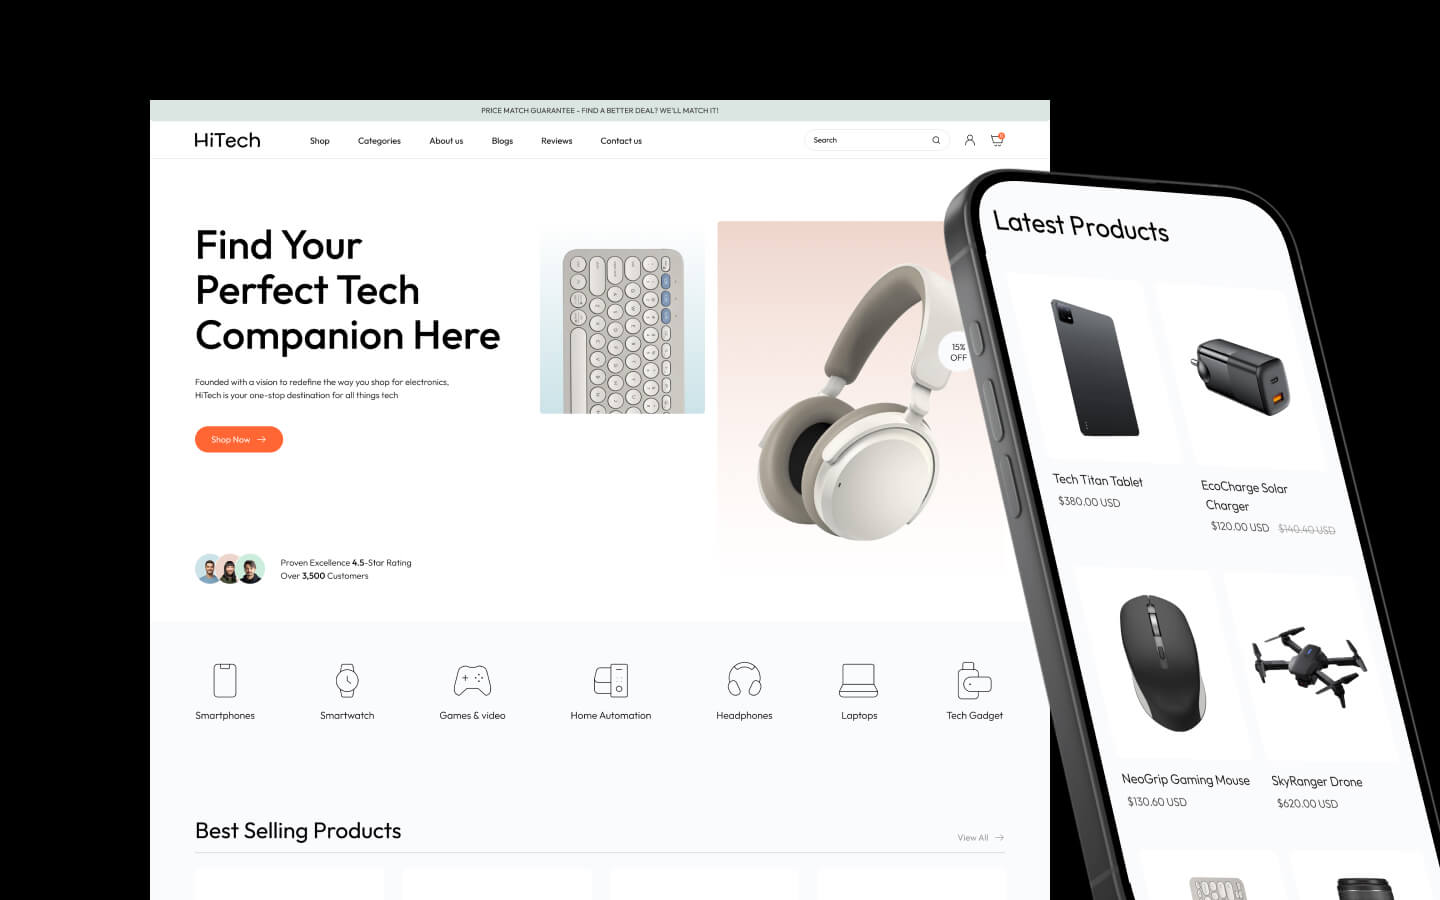 PRICE MATCH GUARANTEE - FIND A BETTER DEAL? WE'LL MATCH IT!
HiTech
Shop
Categories
About us
Blogs
Reviews
Contact us
Search
Find Your
Perfect Tech
Companion Here
Founded with a vision to redefine the way you shop for electronics,
HiTech is your one-stop destination for all things tech
Shop Now
15%
OFF
Proven Excellence 4.5-Star Rating
Over 3,500 Customers
Smartphones
Smartwatch
Games & video
Home Automation
Headphones
Laptops
Tech Gadget
Best Selling Products
View All
Latest Products
Tech Titan Tablet
$380.00 USD
EcoCharge Solar
Charger
$120.00 USD $140.40 USD
NeoGrip Gaming Mouse
$130.60 USD
SkyRanger Drone
$620.00 USD